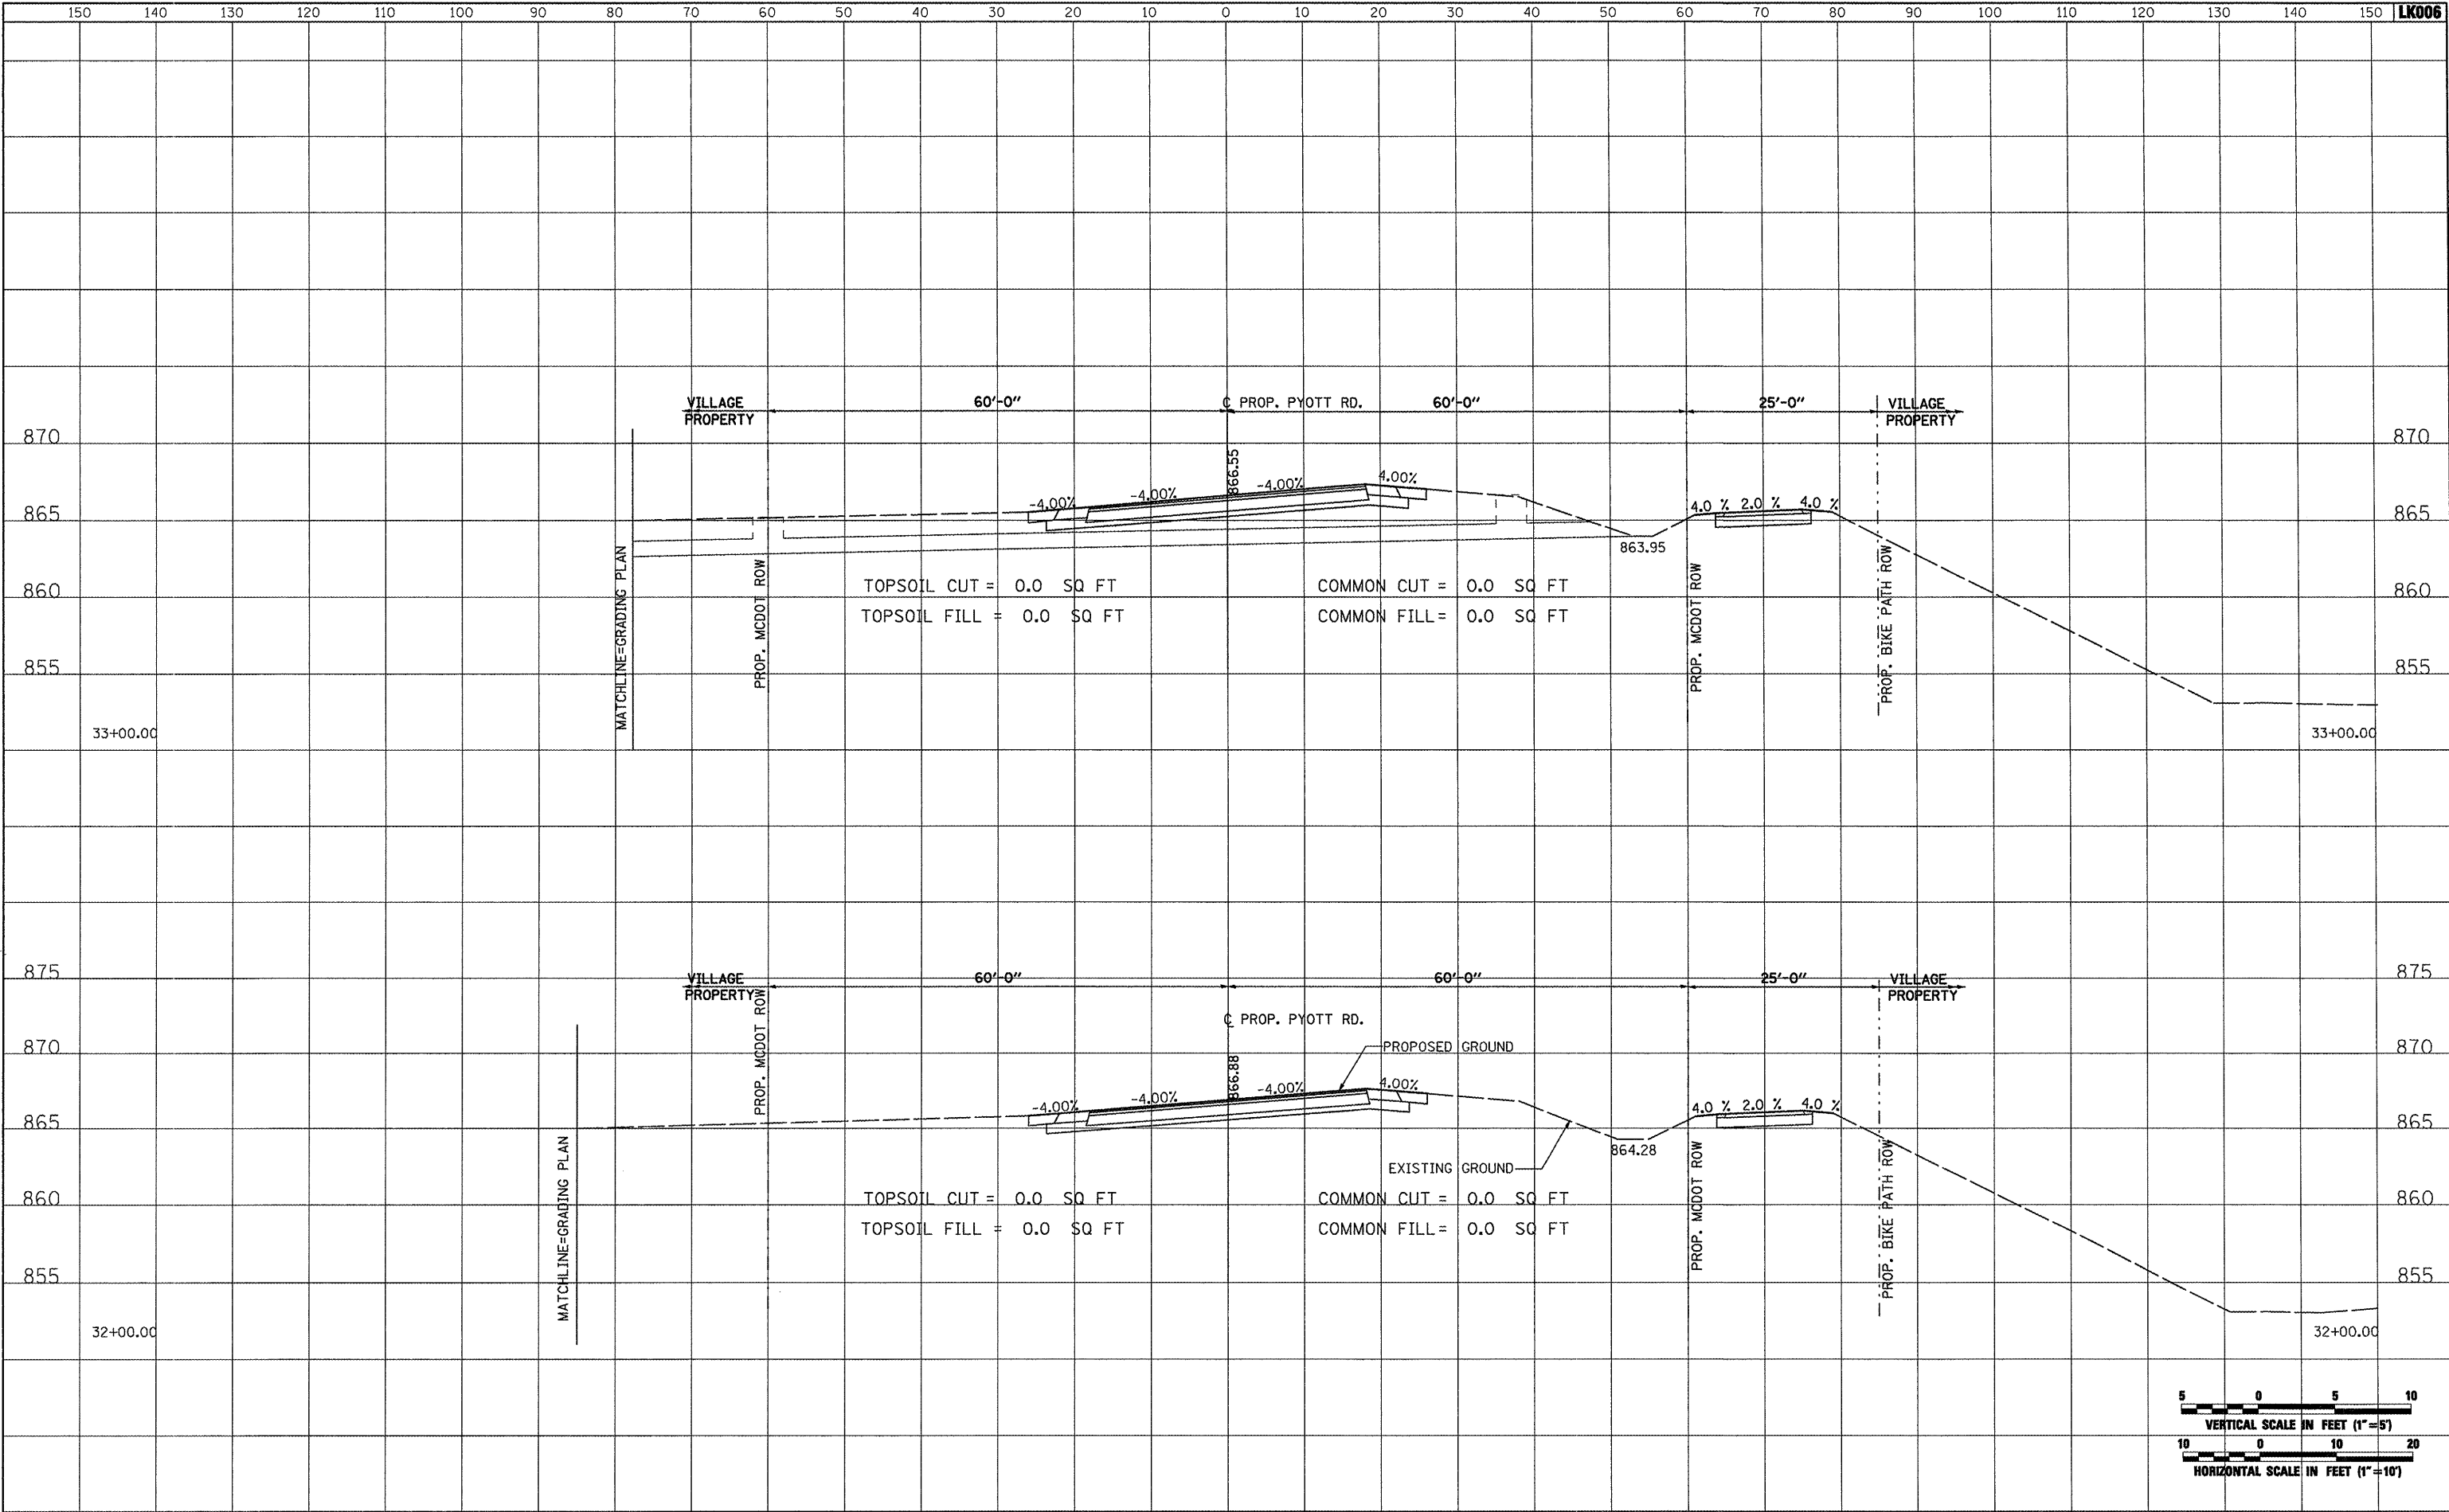 150 140 130 120 110 100 90 80 70 60 50 40 30 20 10 0 10 20 30 40 50 60 70 80 90 100 110 120 130 140 150 LK006
VILLAGE 60'-0" ℄ PROP. PYOTT RD. 60'-0" 25'-0" VILLAGE
PROPERTY PROPERTY
870 870
866.55
-4.00% -4.00% -4.00% 4.00%
865 4.0 % 2.0 % 4.0 % 865
863.95
MATCHLINE=GRADING PLAN
PROP. MCDOT ROW
PROP. MCDOT ROW
PROP. BIKE PATH ROW
860 TOPSOIL CUT = 0.0 SQ FT COMMON CUT = 0.0 SQ FT 860
TOPSOIL FILL = 0.0 SQ FT COMMON FILL= 0.0 SQ FT
855 855
33+00.00 33+00.00
875 875
VILLAGE 60'-0" 60'-0" 25'-0" VILLAGE
PROPERTY PROPERTY
PROP. MCDOT ROW
℄ PROP. PYOTT RD.
870 PROPOSED GROUND 870
866.88
-4.00% -4.00% -4.00% 4.00%
4.0 % 2.0 % 4.0 %
865 865
864.28
EXISTING GROUND
MATCHLINE=GRADING PLAN
PROP. MCDOT ROW
PROP. BIKE PATH ROW
860 TOPSOIL CUT = 0.0 SQ FT COMMON CUT = 0.0 SQ FT 860
TOPSOIL FILL = 0.0 SQ FT COMMON FILL= 0.0 SQ FT
855 855
32+00.00 32+00.00
5 0 5 10
VERTICAL SCALE IN FEET (1"=5')
10 0 10 20
HORIZONTAL SCALE IN FEET (1"=10')